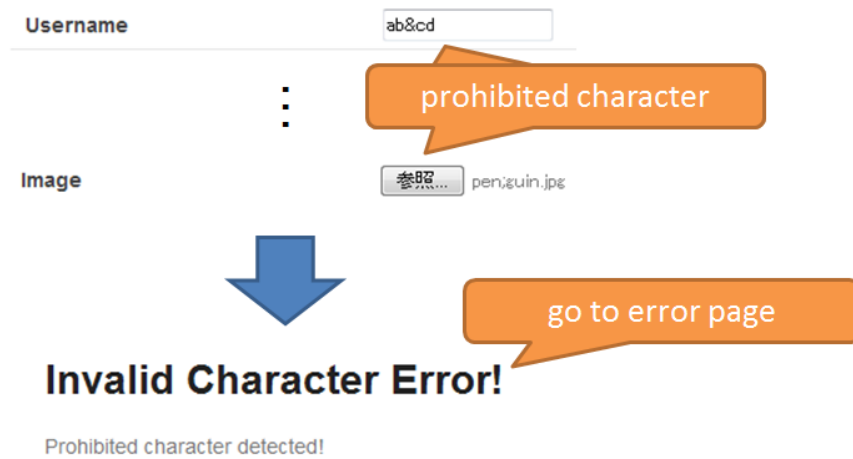 Username
ab&cd
prohibited character
Image
参照...
pen;guin.jpg
go to error page
Invalid Character Error!
Prohibited character detected!